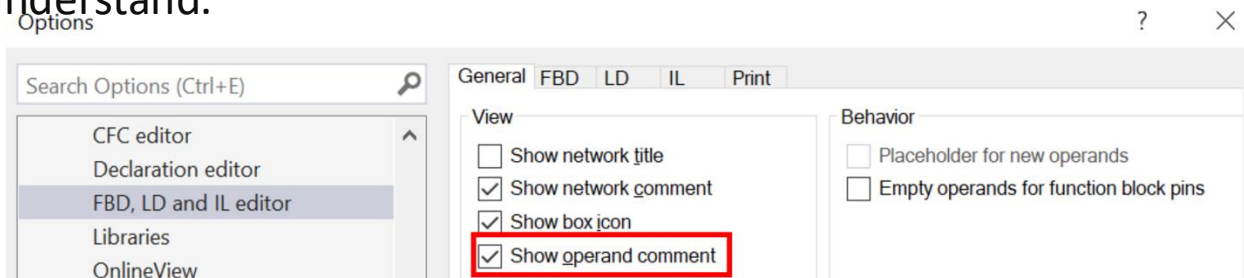 nderstand.
Options ? ×
Search Options (Ctrl+E)
General FBD LD IL Print
CFC editor
Declaration editor
FBD, LD and IL editor
Libraries
OnlineView
View
Show network title
Show network comment
Show box icon
Show operand comment
Behavior
Placeholder for new operands
Empty operands for function block pins